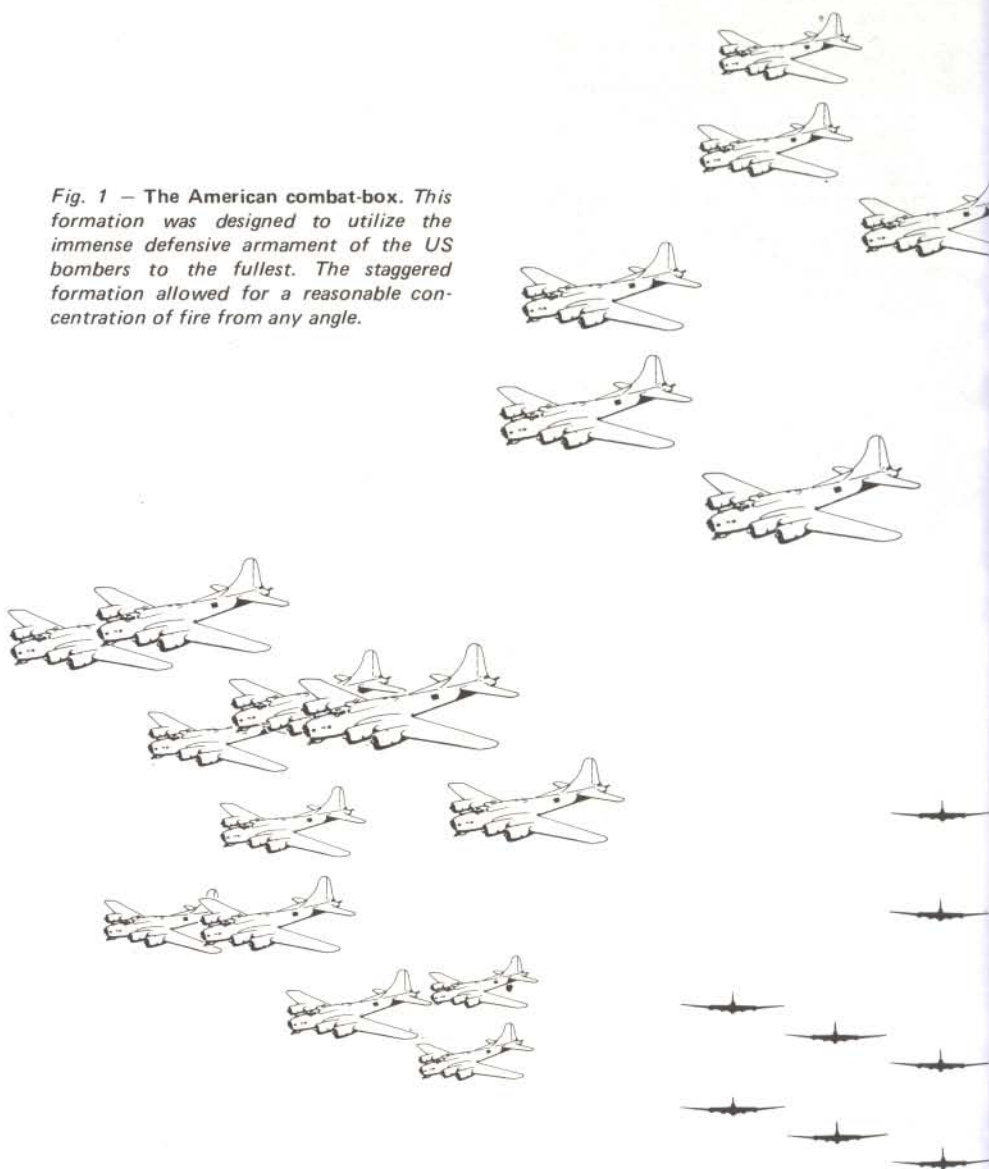 Fig. 1 — The American combat-box. This
formation was designed to utilize the
immense defensive armament of the US
bombers to the fullest. The staggered
formation allowed for a reasonable con-
centration of fire from any angle.